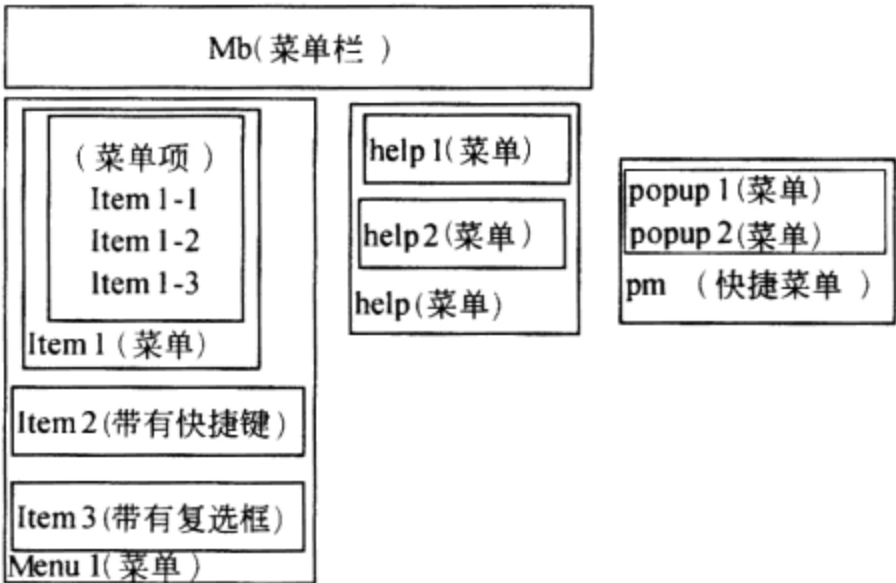 Mb(菜单栏)
(菜单项)
Item 1-1
Item 1-2
Item 1-3
Item 1(菜单)
Item 2(带有快捷键)
Item 3(带有复选框)
Menu 1(菜单)
help 1(菜单)
help 2(菜单)
help(菜单)
popup 1(菜单)
popup 2(菜单)
pm (快捷菜单)